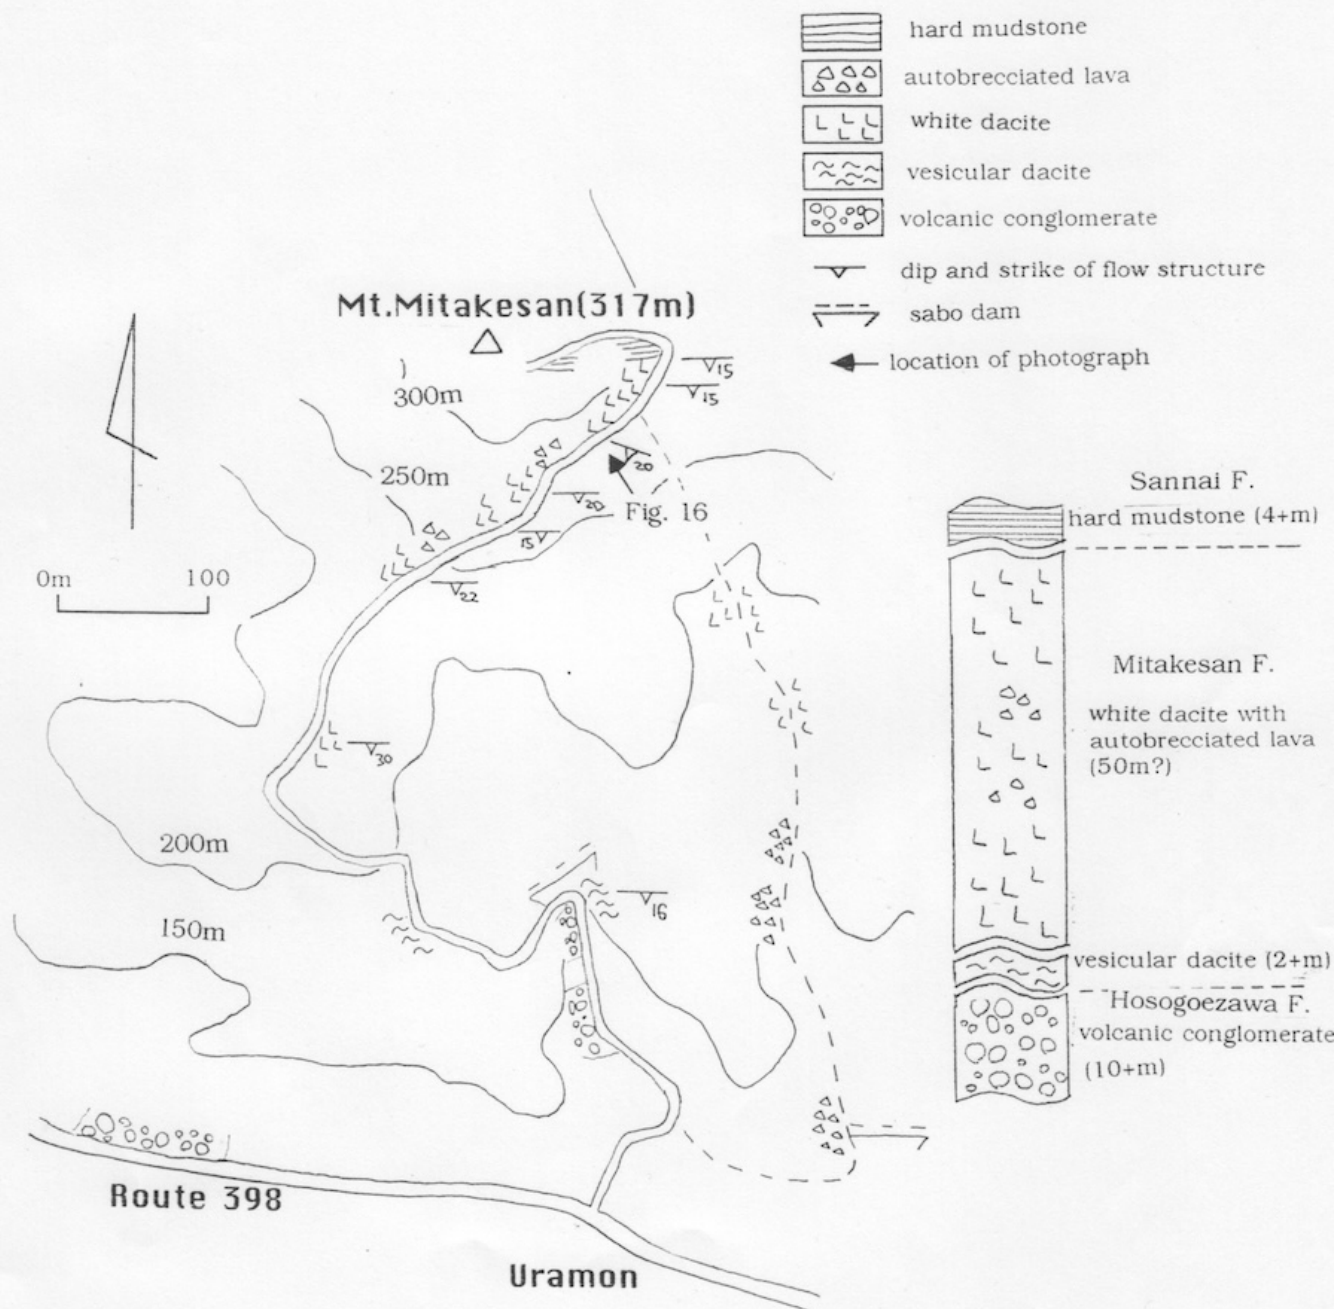 hard mudstone
autobrecciated lava
white dacite
vesicular dacite
volcanic conglomerate
dip and strike of flow structure
sabo dam
location of photograph
Mt.Mitakesan(317m)
300m
15
15
250m
20
20
Fig. 16
15
22
0m 100
30
200m
16
150m
Route 398
Uramon
Sannai F.
hard mudstone (4+m)
Mitakesan F.
white dacite with
autobrecciated lava
(50m?)
vesicular dacite (2+m)
Hosogoezawa F.
volcanic conglomerate
(10+m)